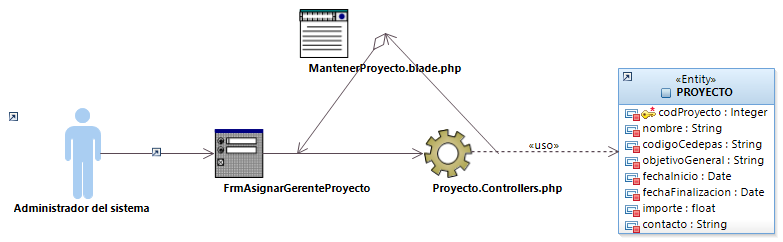 MantenerProyecto.blade.php
Administrador del sistema
FrmAsignarGerenteProyecto
Proyecto.Controllers.php
«uso»
«Entity»
PROYECTO
codProyecto : Integer
nombre : String
codigoCedepas : String
objetivoGeneral : String
fechaInicio : Date
fechaFinalizacion : Date
importe : float
contacto : String